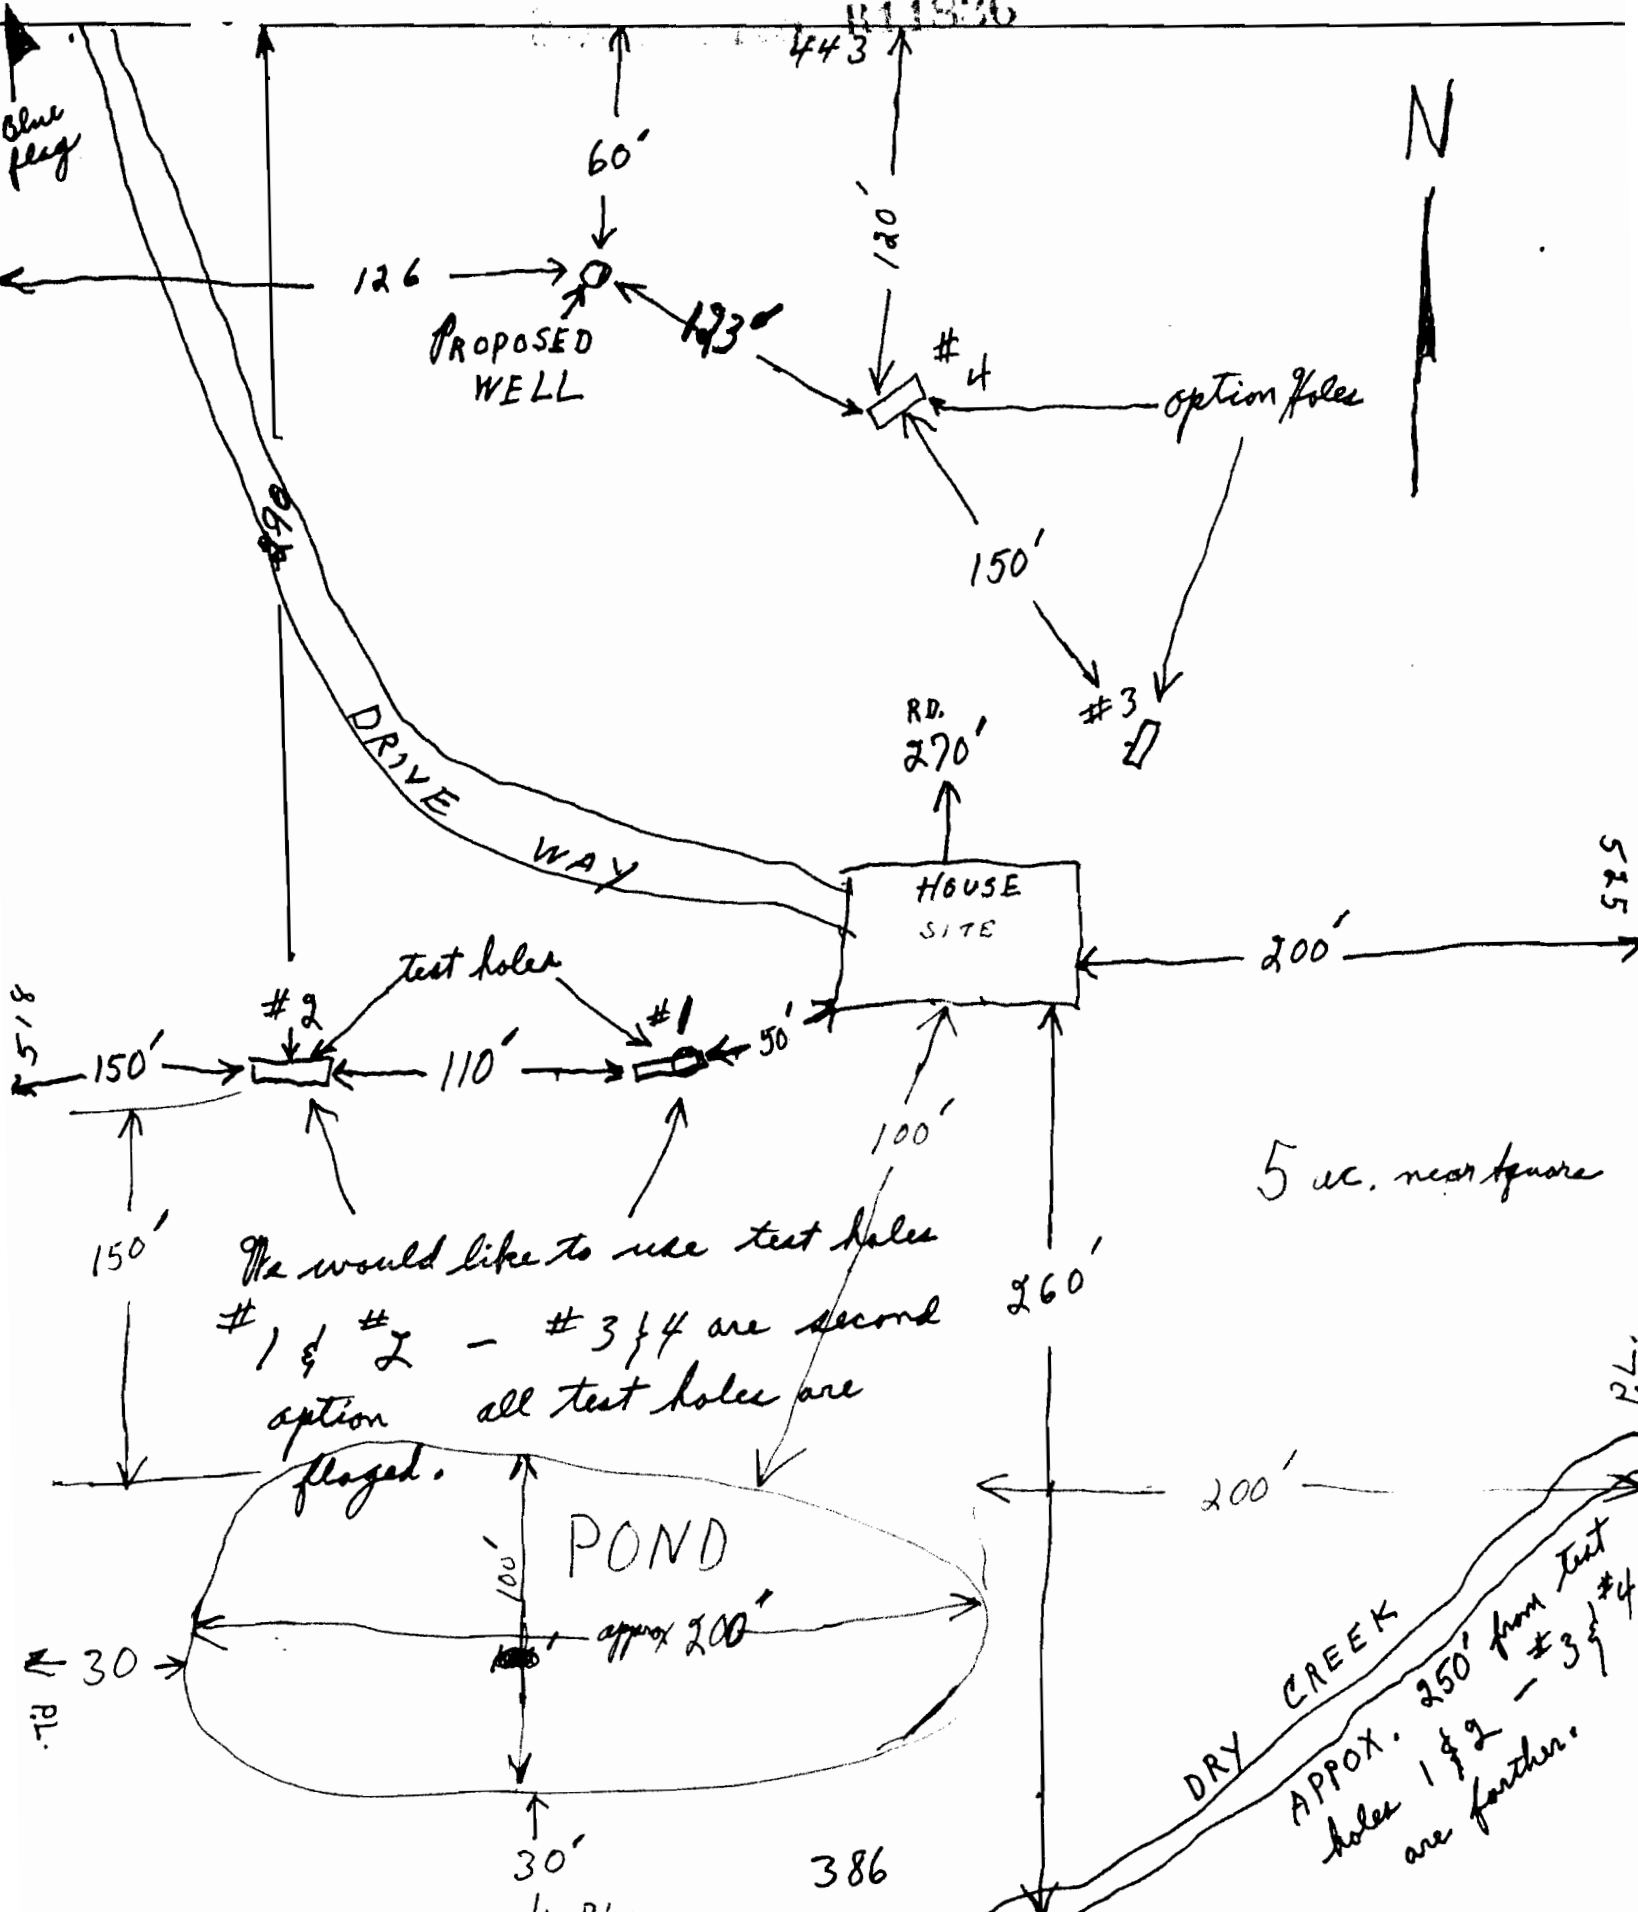 R11836
443
Blue
flag
N
60'
120'
126
PROPOSED
WELL
193'
#4
option Holes
150'
#3
RD.
270'
DRIVE WAY
HOUSE
SITE
525
200'
test holes
518
#2
#1
150'
110'
50'
100'
5 ac. near square
150'
We would like to use test holes
#1 & #2 - #3 & 4 are second
option all test holes are
flaged.
260'
P.L.
200'
POND
100'
approx 200'
30
P.L.
30'
386
DRY CREEK
APPOX. 250' from test
holes 1 & 2 - #3 & #4
are farther.